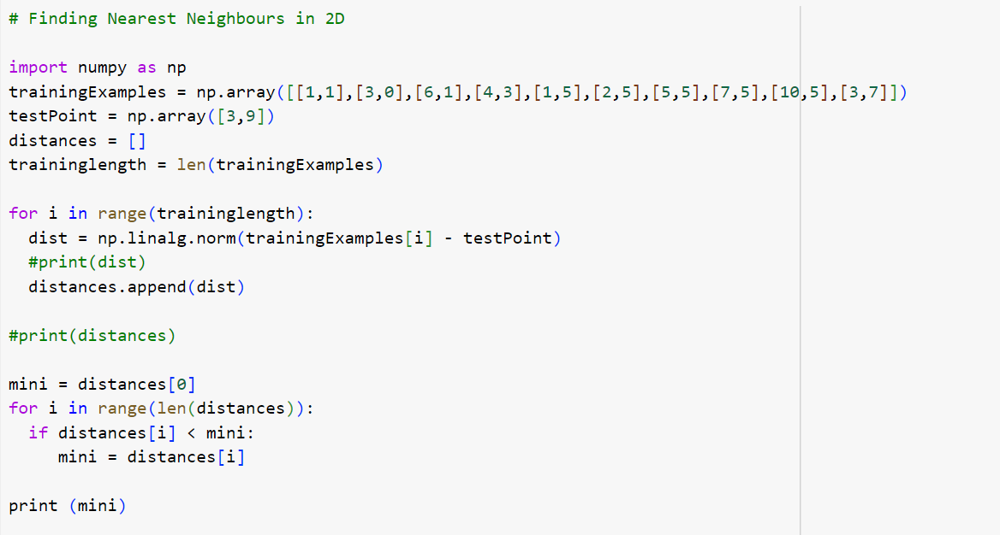 # Finding Nearest Neighbours in 2D
import numpy as np
trainingExamples = np.array([[1,1],[3,0],[6,1],[4,3],[1,5],[2,5],[5,5],[7,5],[10,5],[3,7]])
testPoint = np.array([3,9])
distances = []
traininglength = len(trainingExamples)
for i in range(traininglength):
  dist = np.linalg.norm(trainingExamples[i] - testPoint)
  #print(dist)
  distances.append(dist)
#print(distances)
mini = distances[0]
for i in range(len(distances)):
  if distances[i] < mini:
     mini = distances[i]
print (mini)